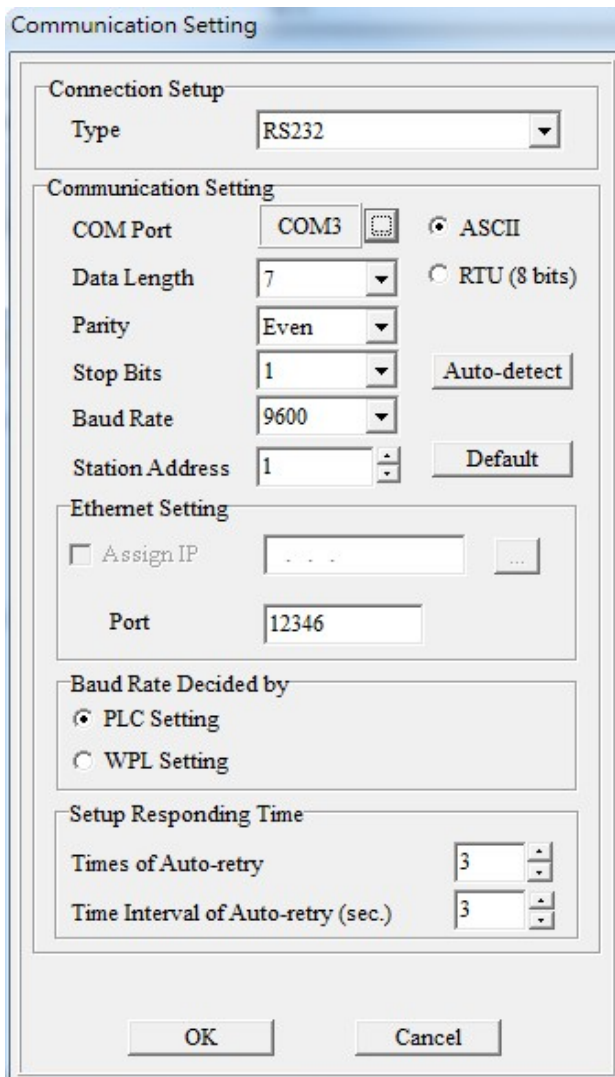 Communication Setting
Connection Setup
Type RS232
Communication Setting
COM Port COM3 ... ASCII
Data Length 7 RTU (8 bits)
Parity Even
Stop Bits 1 Auto-detect
Baud Rate 9600
Station Address 1 Default
Ethernet Setting
Assign IP . . . ...
Port 12346
Baud Rate Decided by
PLC Setting
WPL Setting
Setup Responding Time
Times of Auto-retry 3
Time Interval of Auto-retry (sec.) 3
OK Cancel